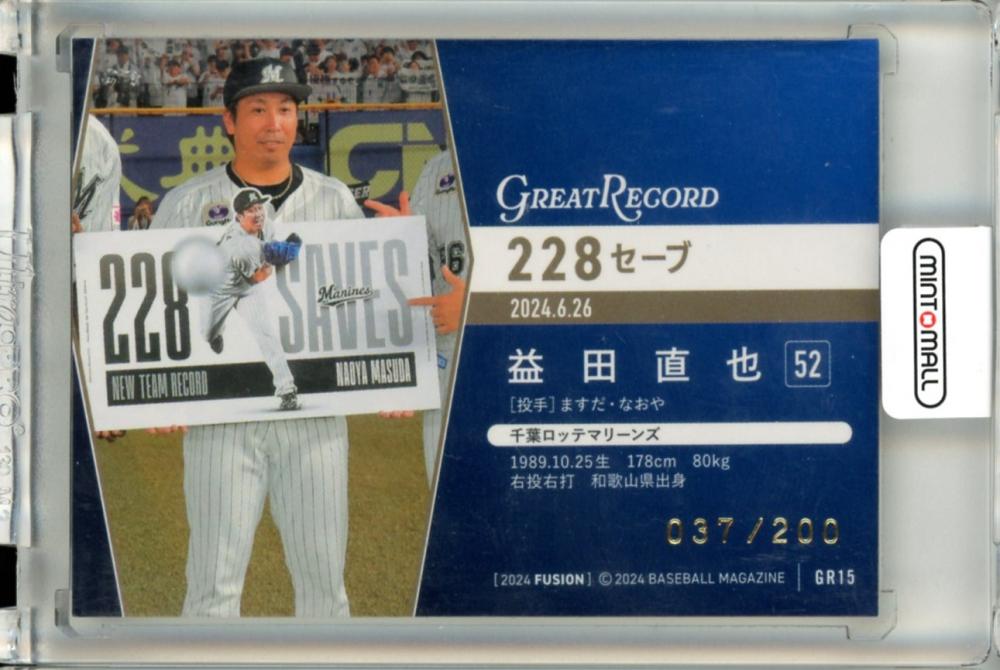 GREAT RECORD
228セーブ
2024.6.26
益田直也 52
[投手]ますだ・なおや
千葉ロッテマリーンズ
1989.10.25生 178cm 80kg
右投右打 和歌山県出身
037/200
[2024 FUSION] ©2024 BASEBALL MAGAZINE GR15
228 SAVES
Marines
NEW TEAM RECORD NAOYA MASUDA
M
MINT MALL